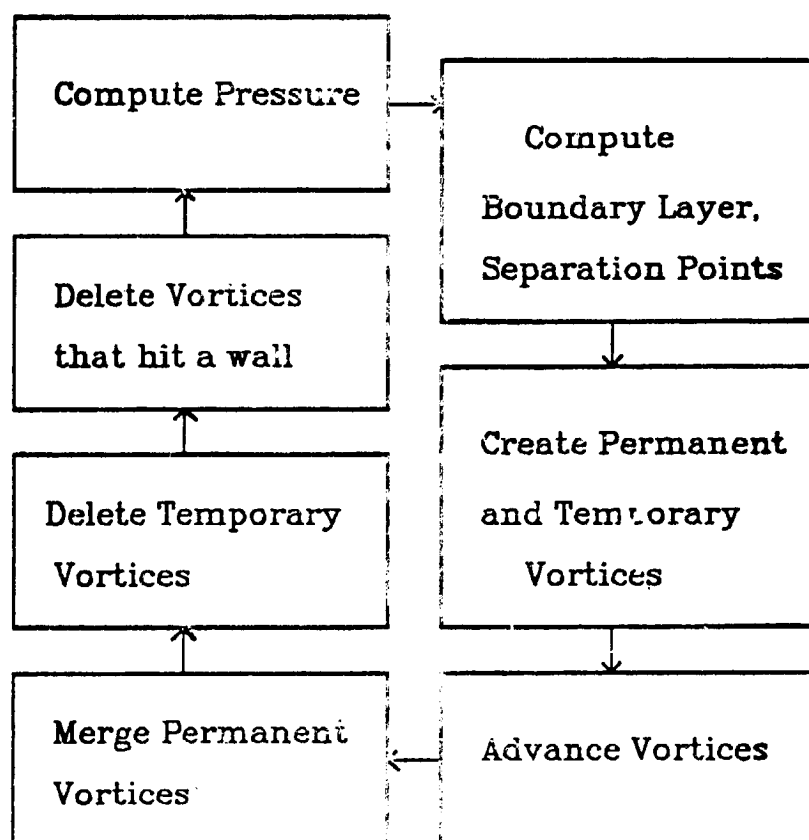 Compute Pressure
Compute
Boundary Layer,
Separation Points
Create Permanent
and Temporary
Vortices
Advance Vortices
Merge Permanent
Vortices
Delete Temporary
Vortices
Delete Vortices
that hit a wall